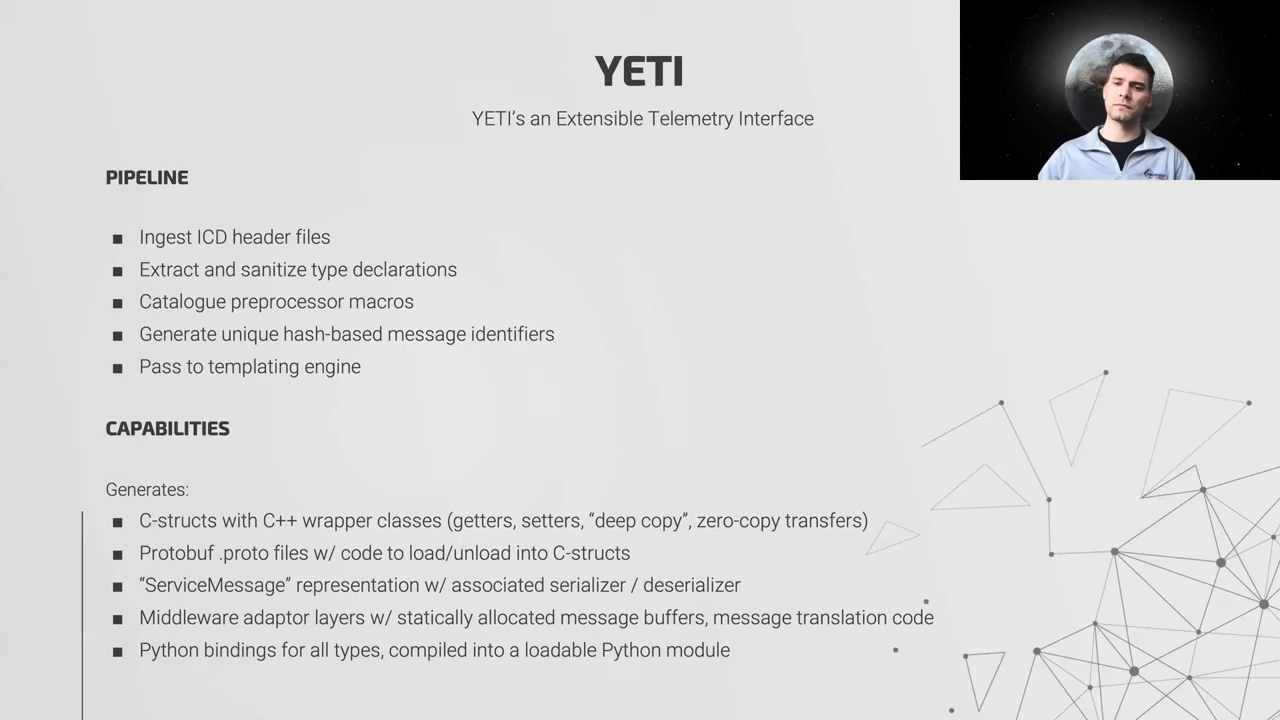 YETI
YETI's an Extensible Telemetry Interface
PIPELINE
■ Ingest ICD header files
■ Extract and sanitize type declarations
■ Catalogue preprocessor macros
■ Generate unique hash-based message identifiers
■ Pass to templating engine
CAPABILITIES
Generates:
■ C-structs with C++ wrapper classes (getters, setters, “deep copy”, zero-copy transfers)
■ Protobuf .proto files w/ code to load/unload into C-structs
■ “ServiceMessage” representation w/ associated serializer / deserializer
■ Middleware adaptor layers w/ statically allocated message buffers, message translation code
■ Python bindings for all types, compiled into a loadable Python module